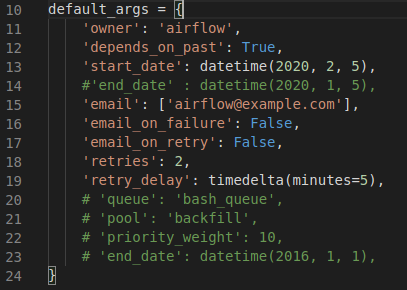 10 default_args = {
11     'owner': 'airflow',
12     'depends_on_past': True,
13     'start_date': datetime(2020, 2, 5),
14     #'end_date' : datetime(2020, 1, 5),
15     'email': ['airflow@example.com'],
16     'email_on_failure': False,
17     'email_on_retry': False,
18     'retries': 2,
19     'retry_delay': timedelta(minutes=5),
20     # 'queue': 'bash_queue',
21     # 'pool': 'backfill',
22     # 'priority_weight': 10,
23     # 'end_date': datetime(2016, 1, 1),
24 }